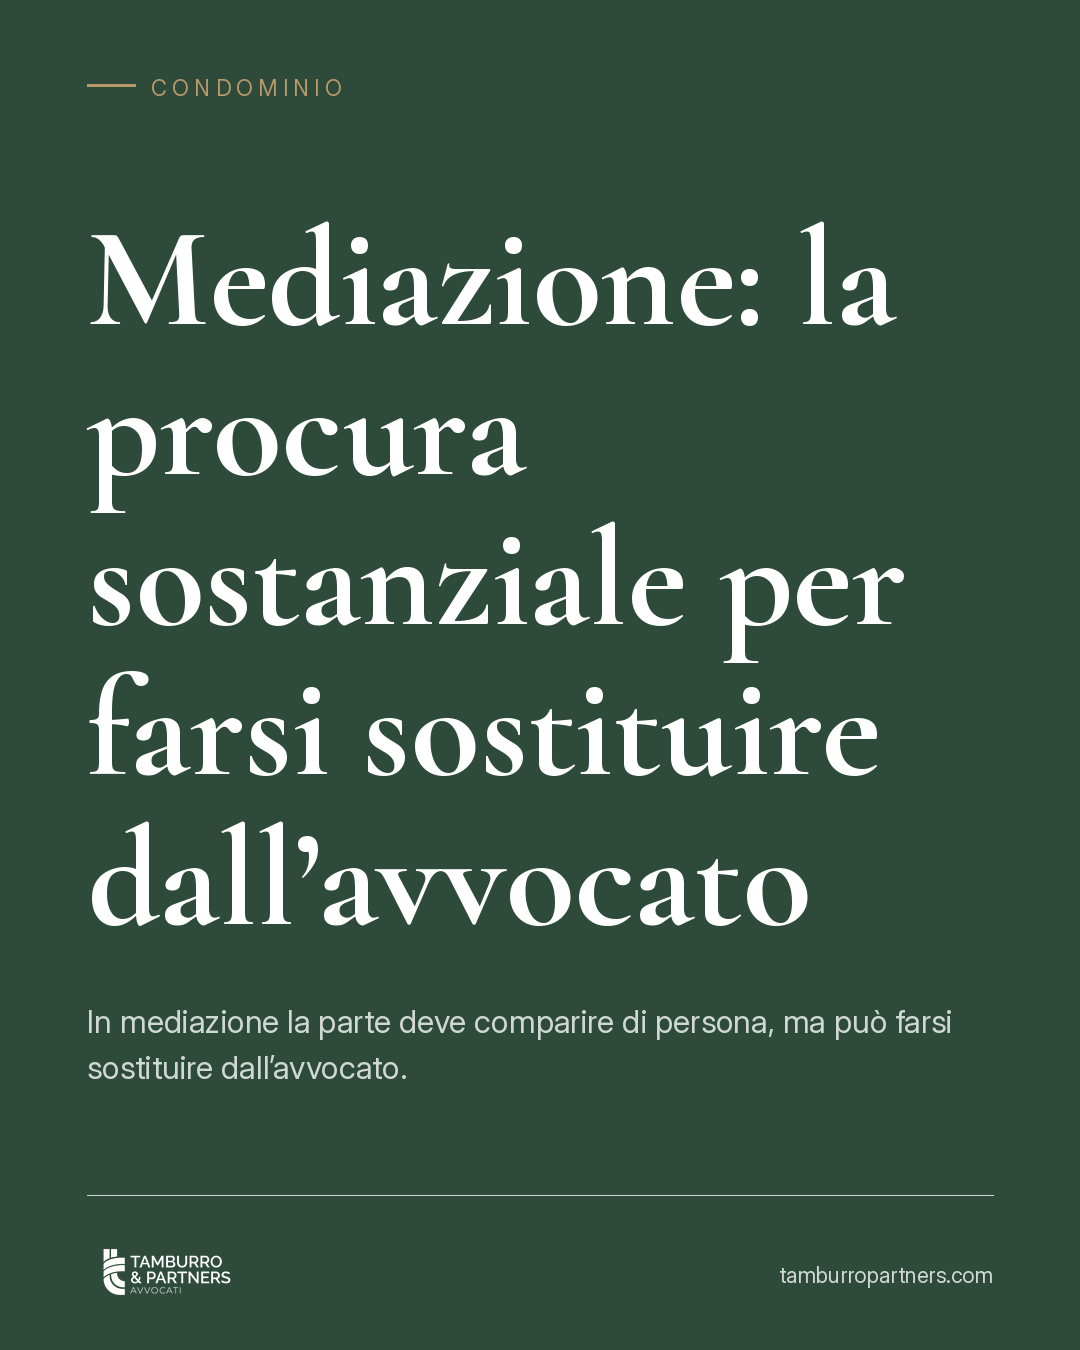 CONDOMINIO
Mediazione: la
procura
sostanziale per
farsi sostituire
dall’avvocato
In mediazione la parte deve comparire di persona, ma può farsi
sostituire dall’avvocato.
TAMBURRO
& PARTNERS
AVVOCATI
tamburropartners.com